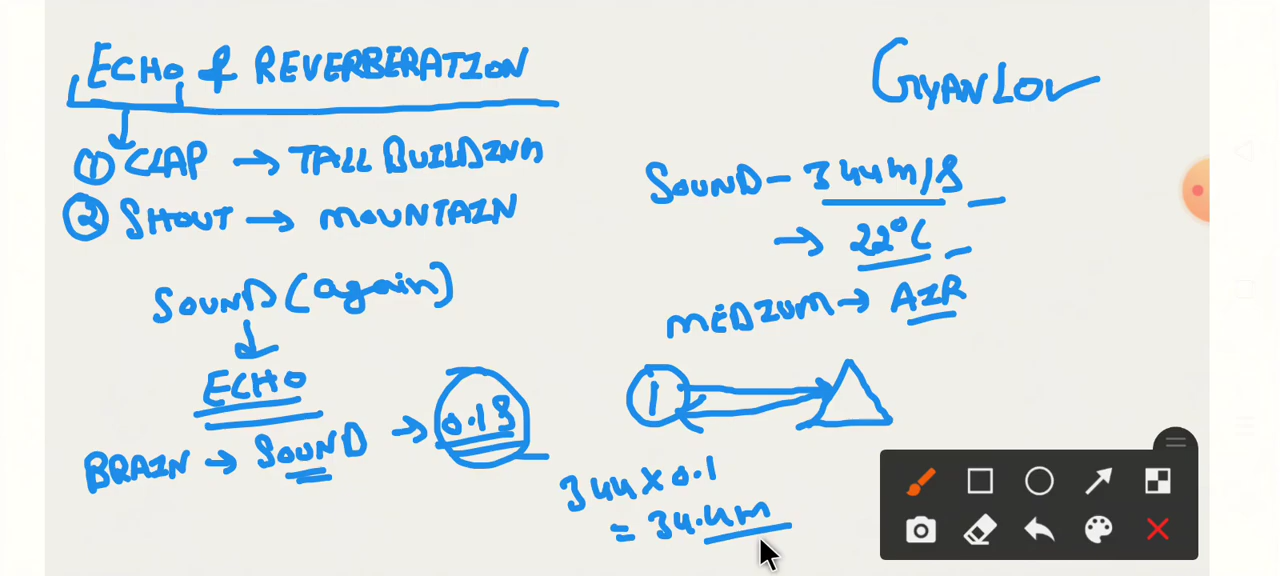 ECHO & REVERBERATION
GYANLOV
① CLAP → TALL BUILDING
② SHOUT → MOUNTAIN
SOUND (again)
↓
ECHO
BRAIN → SOUND → 0.1S
SOUND - 344m/s
→ 22°C
MEDIUM → AIR
1
344 x 0.1
= 34.4m